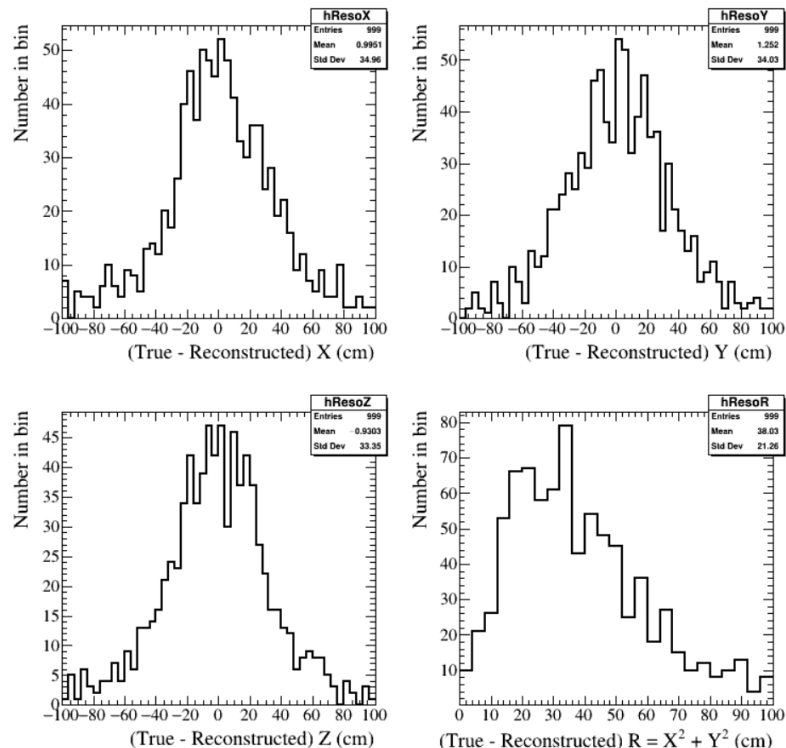 hResoX
Entries 999
Mean 0.9951
Std Dev 34.96
Number in bin
50
40
30
20
10
0
−100−80 −60 −40 −20 0 20 40 60 80 100
(True - Reconstructed) X (cm)
hResoY
Entries 999
Mean 1.252
Std Dev 34.03
Number in bin
50
40
30
20
10
0
−100−80 −60 −40 −20 0 20 40 60 80 100
(True - Reconstructed) Y (cm)
hResoZ
Entries 999
Mean −0.9303
Std Dev 33.35
Number in bin
45
40
35
30
25
20
15
10
5
0
−100−80 −60 −40 −20 0 20 40 60 80 100
(True - Reconstructed) Z (cm)
hResoR
Entries 999
Mean 38.03
Std Dev 21.26
Number in bin
80
70
60
50
40
30
20
10
0 10 20 30 40 50 60 70 80 90 100
(True - Reconstructed) R = X² + Y² (cm)